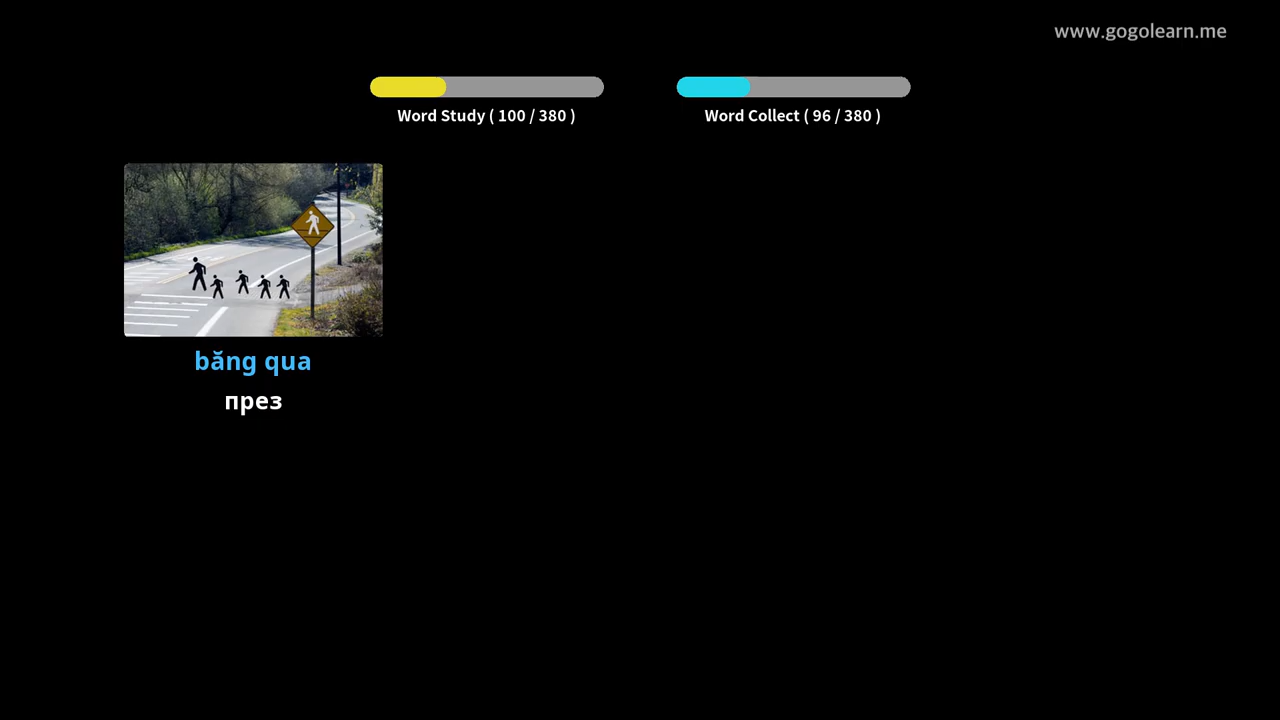 www.gogolearn.me
Word Study ( 100 / 380 )
Word Collect ( 96 / 380 )
băng qua
през